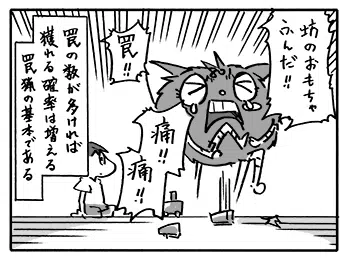 坊のおもちゃ
ふんだ!!
罠!!
痛!!
痛!!
罠の数が多ければ
獲れる確率は増える
罠猟の基本である